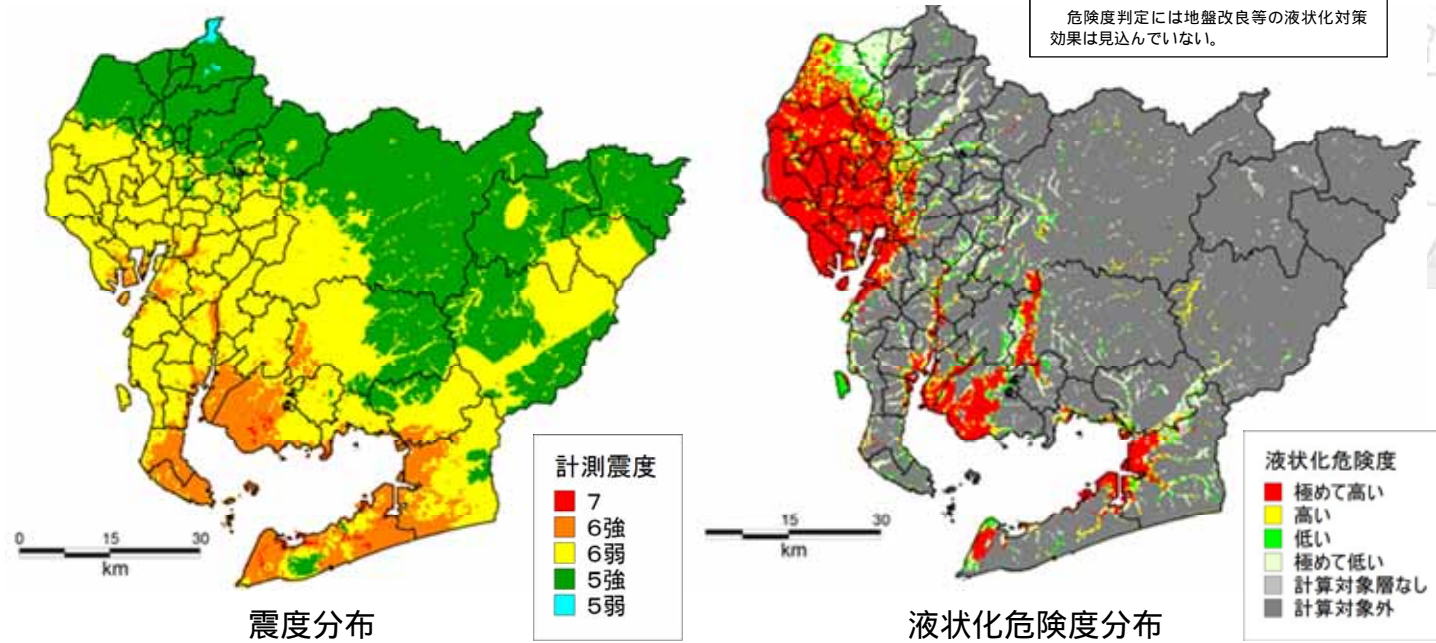 危険度判定には地盤改良等の液状化対策
効果は見込んでいない。
計測震度
7
6強
6弱
5強
5弱
0 15 30
km
震度分布
液状化危険度
極めて高い
高い
低い
極めて低い
計算対象層なし
計算対象外
15 30
km
液状化危険度分布